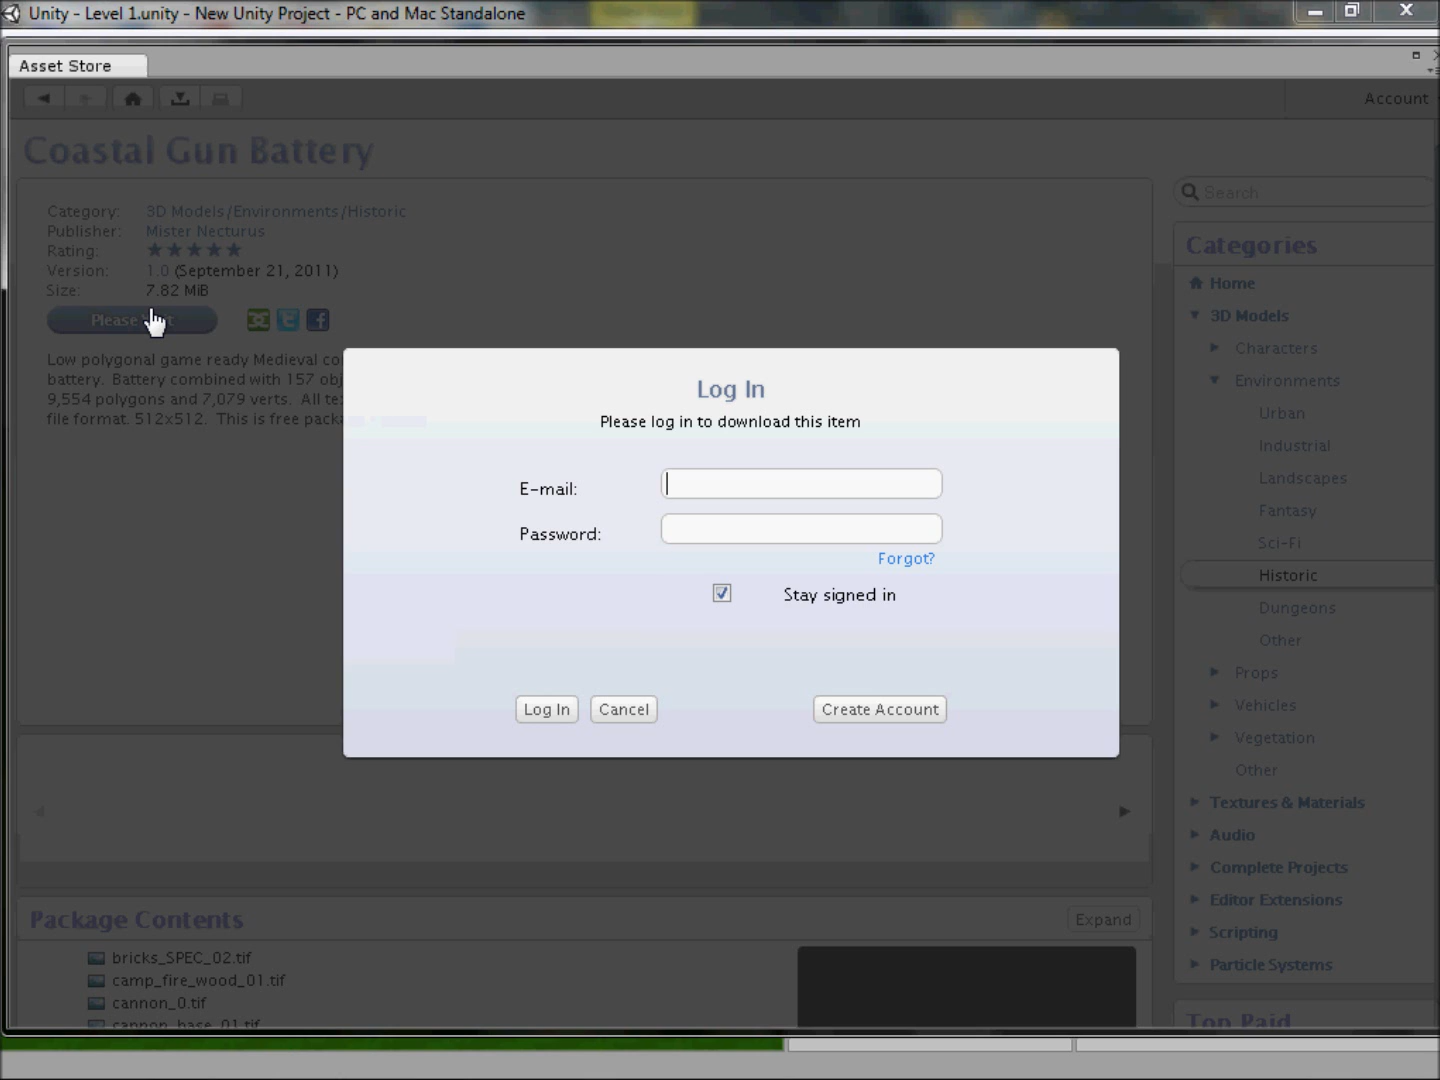 Unity - Level 1.unity - New Unity Project - PC and Mac Standalone
Asset Store
Account
Coastal Gun Battery
Category: 3D Models/Environments/Historic
Publisher: Mister Necturus
Rating:
Version: 1.0 (September 21, 2011)
Size: 7.82 MiB
Please
Low polygonal game ready Medieval
battery. Battery combined with 157
9,554 polygons and 7,079 verts. All
file format. 512x512. This is free
Log In
Please log in to download this item
E-mail:
Password:
Forgot?
Stay signed in
Log In Cancel Create Account
Search
Categories
Home
3D Models
Characters
Environments
Urban
Industrial
Landscapes
Fantasy
Sci-Fi
Historic
Dungeons
Other
Props
Vehicles
Vegetation
Other
Textures & Materials
Audio
Complete Projects
Editor Extensions
Scripting
Particle Systems
Top Paid
Package Contents
Expand
bricks_SPEC_02.tif
camp_fire_wood_01.tif
cannon_0.tif
cannon_base_01.tif